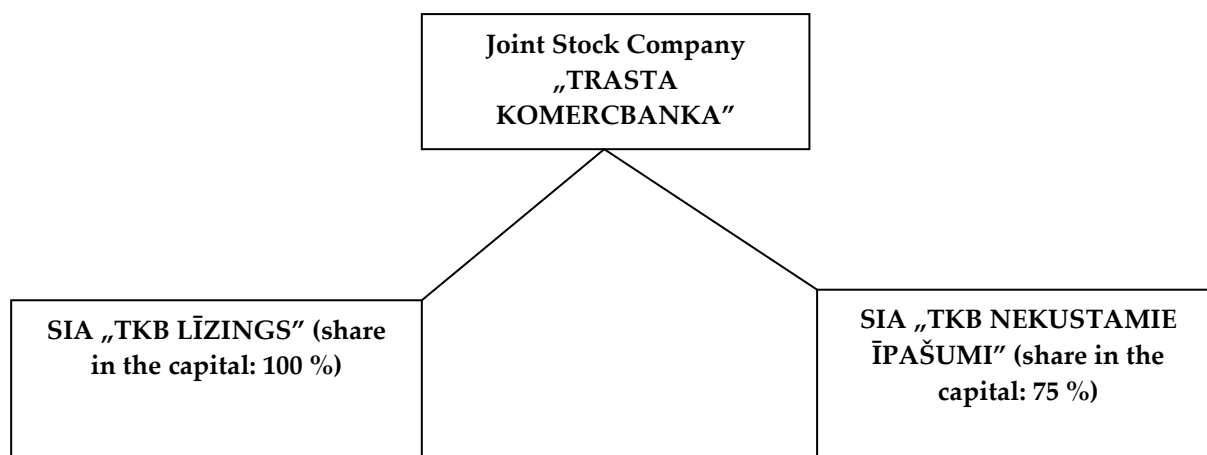 Joint Stock Company
„TRASTA
KOMERCBANKA”
SIA „TKB LĪZINGS” (share
in the capital: 100 %)
SIA „TKB NEKUSTAMIE
ĪPAŠUMI” (share in the
capital: 75 %)